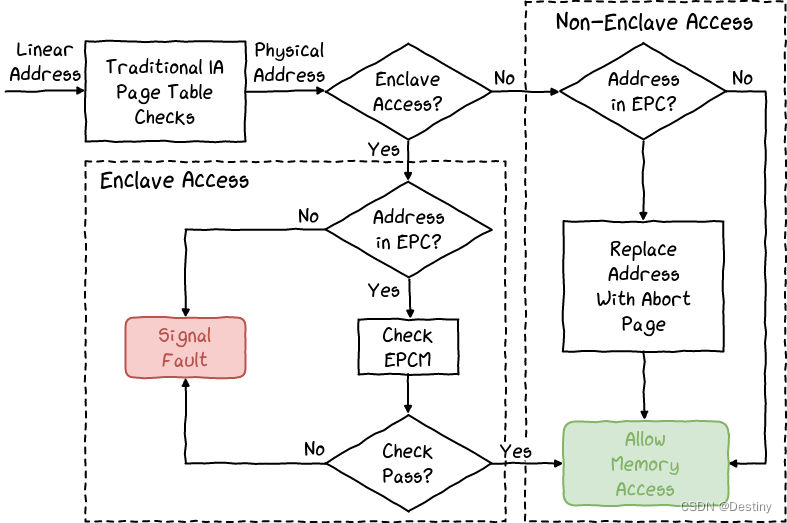 Non-Enclave Access
Linear
Address
Traditional IA
Page Table
Checks
Physical
Address
Enclave
Access?
No
Address
in EPC?
No
Yes
Enclave Access
No
Address
in EPC?
Yes
Replace
Address
With Abort
Page
Signal
Fault
Check
EPCM
No
Check
Pass?
Yes
Allow
Memory
Access
CSDN @Destiny